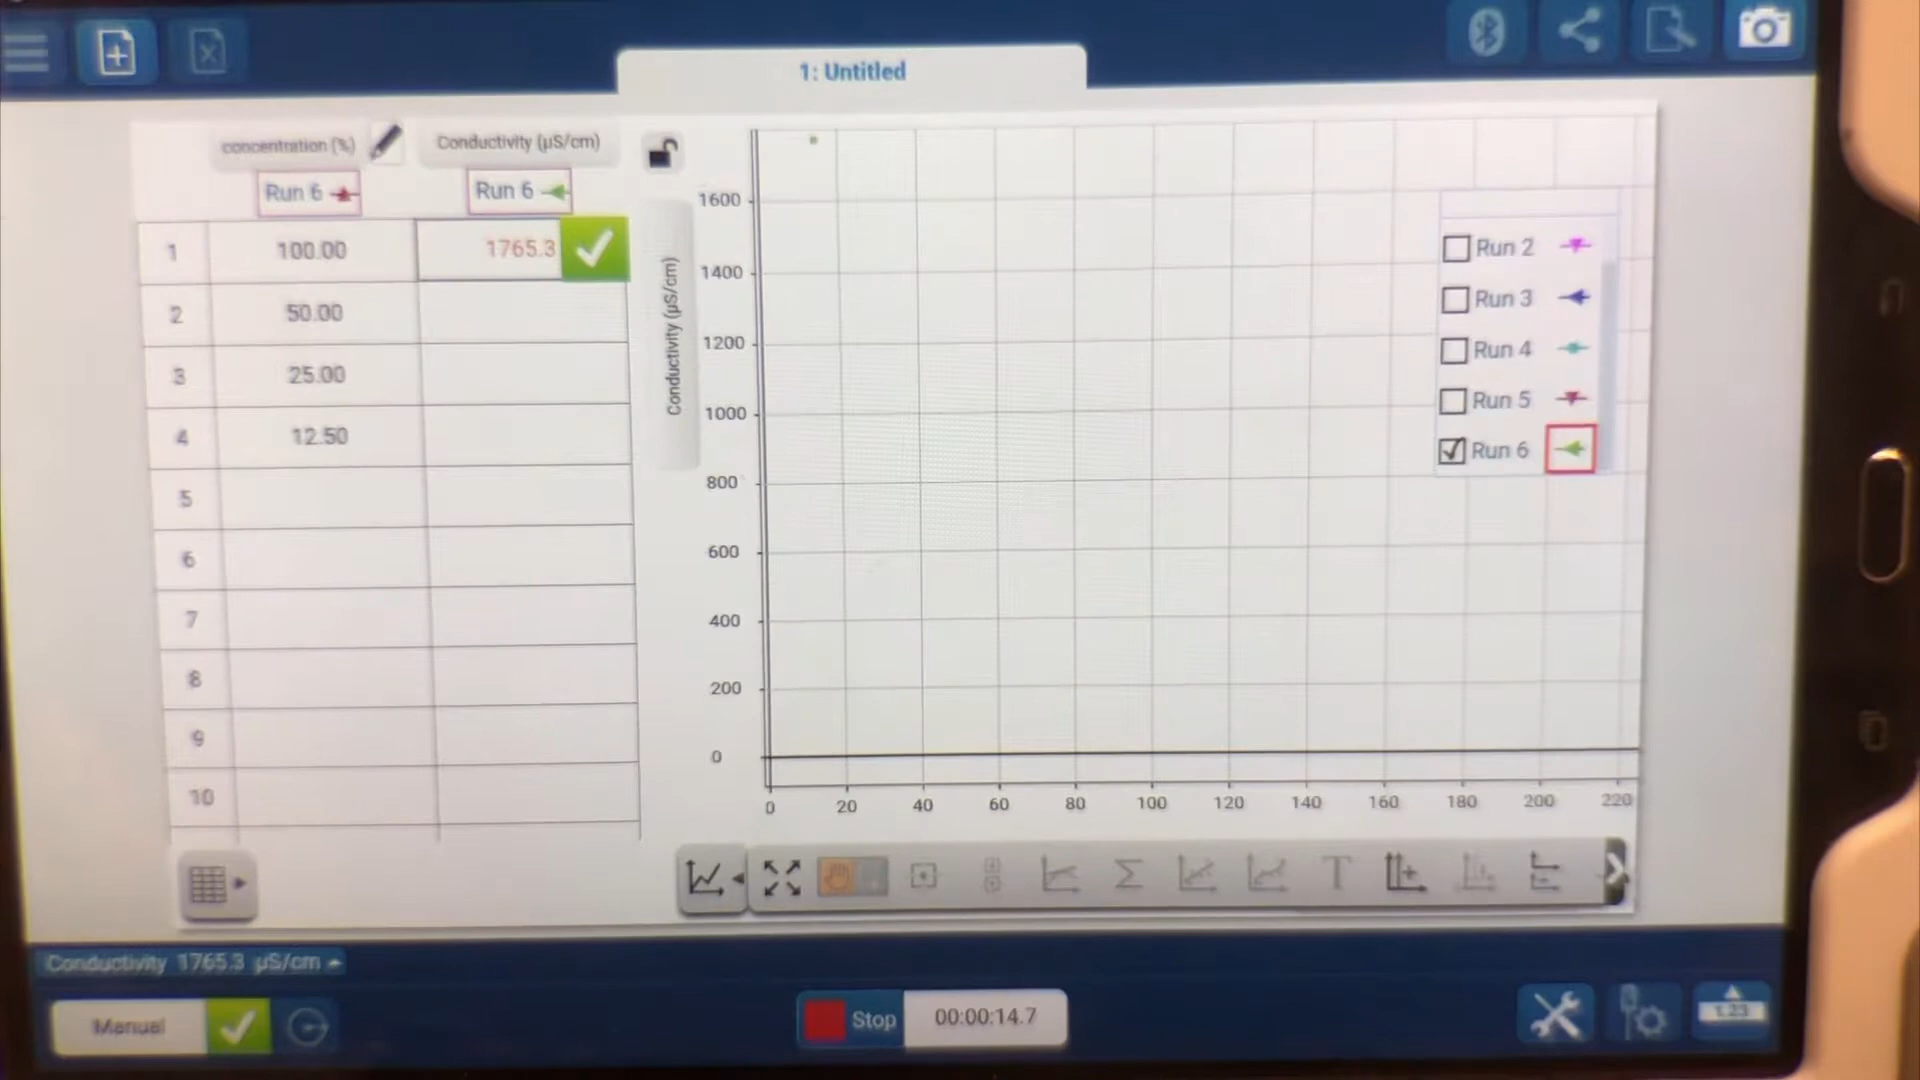 1: Untitled
concentration (%) Conductivity (µS/cm)
Run 6 Run 6
1 100.00 1765.3
2 50.00
3 25.00
4 12.50
5
6
7
8
9
10
Conductivity (µS/cm)
1600
1400
1200
1000
800
600
400
200
0
0 20 40 60 80 100 120 140 160 180 200 220
Run 2
Run 3
Run 4
Run 5
Run 6
Σ T
Conductivity 1765.3 µS/cm
Manual
Stop 00:00:14.7
1.23